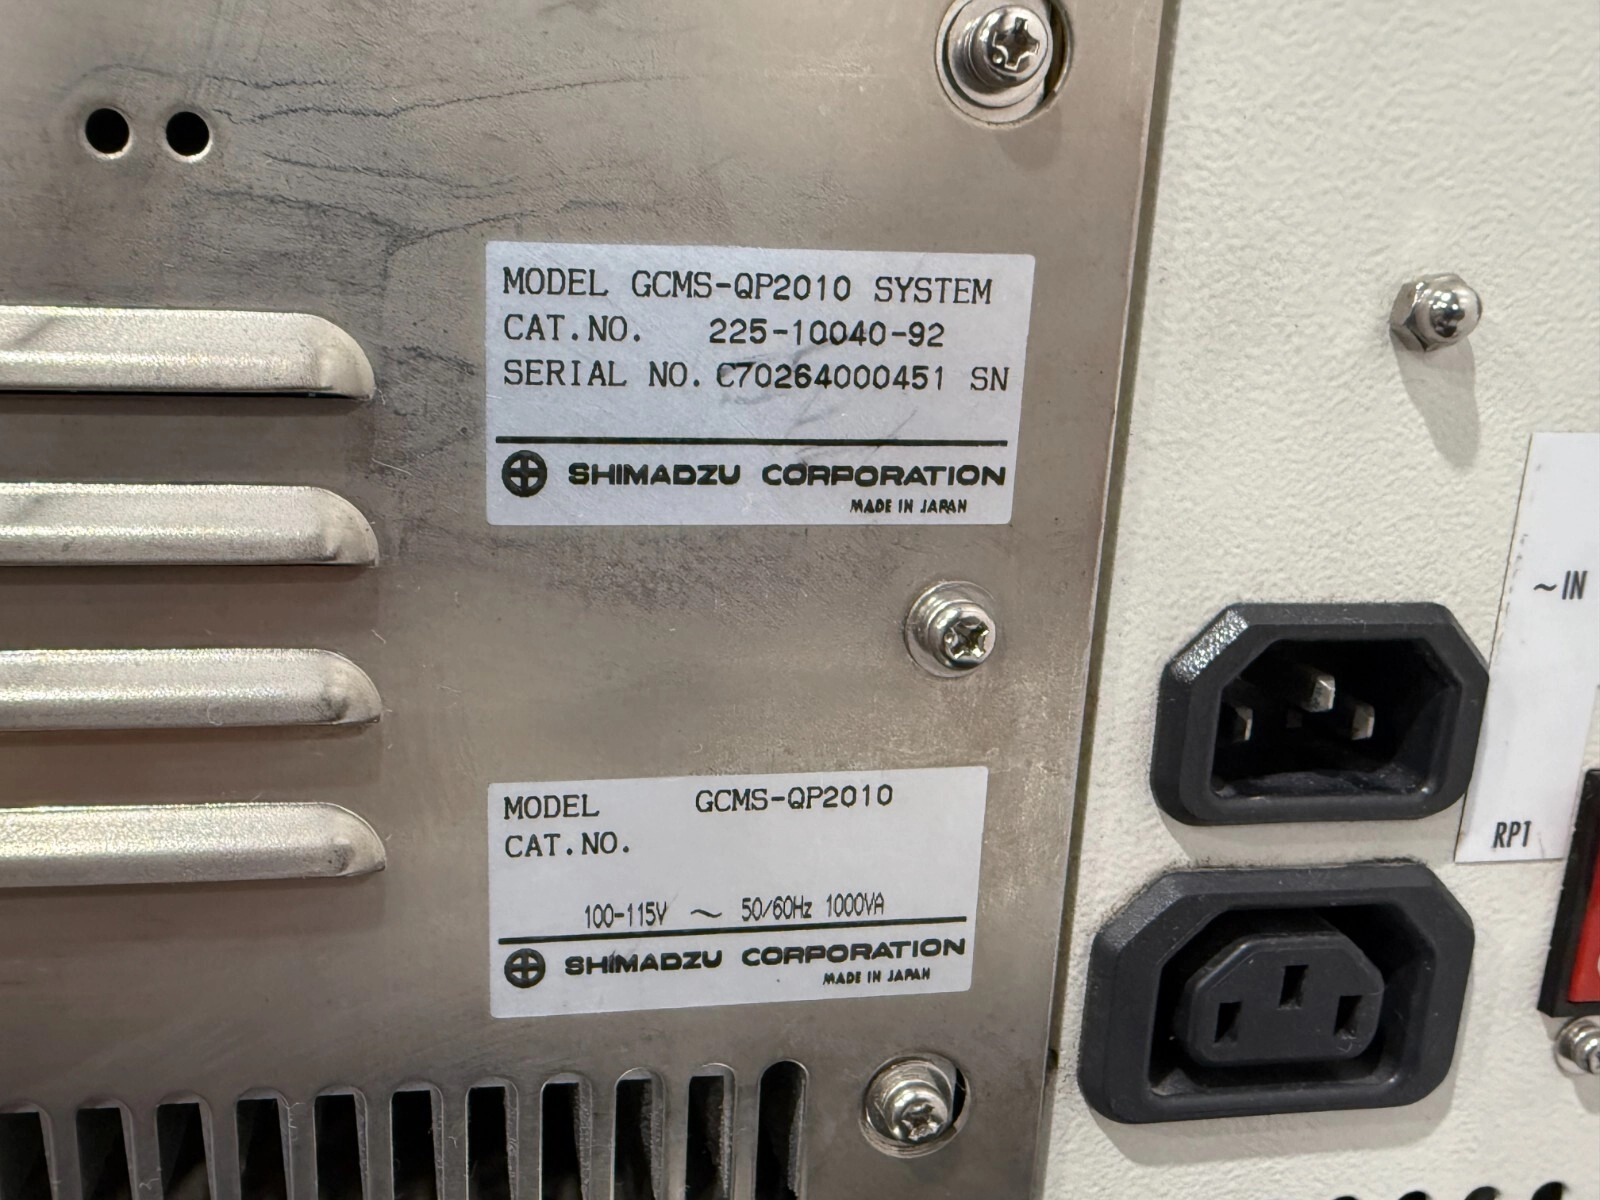 MODEL GCMS-QP2010 SYSTEM
CAT.NO. 225-10040-92
SERIAL NO. C70264000451 SN
SHIMADZU CORPORATION
MADE IN JAPAN
~IN
RP1
MODEL GCMS-QP2010
CAT.NO.
100-115V ~ 50/60Hz 1000VA
SHIMADZU CORPORATION
MADE IN JAPAN